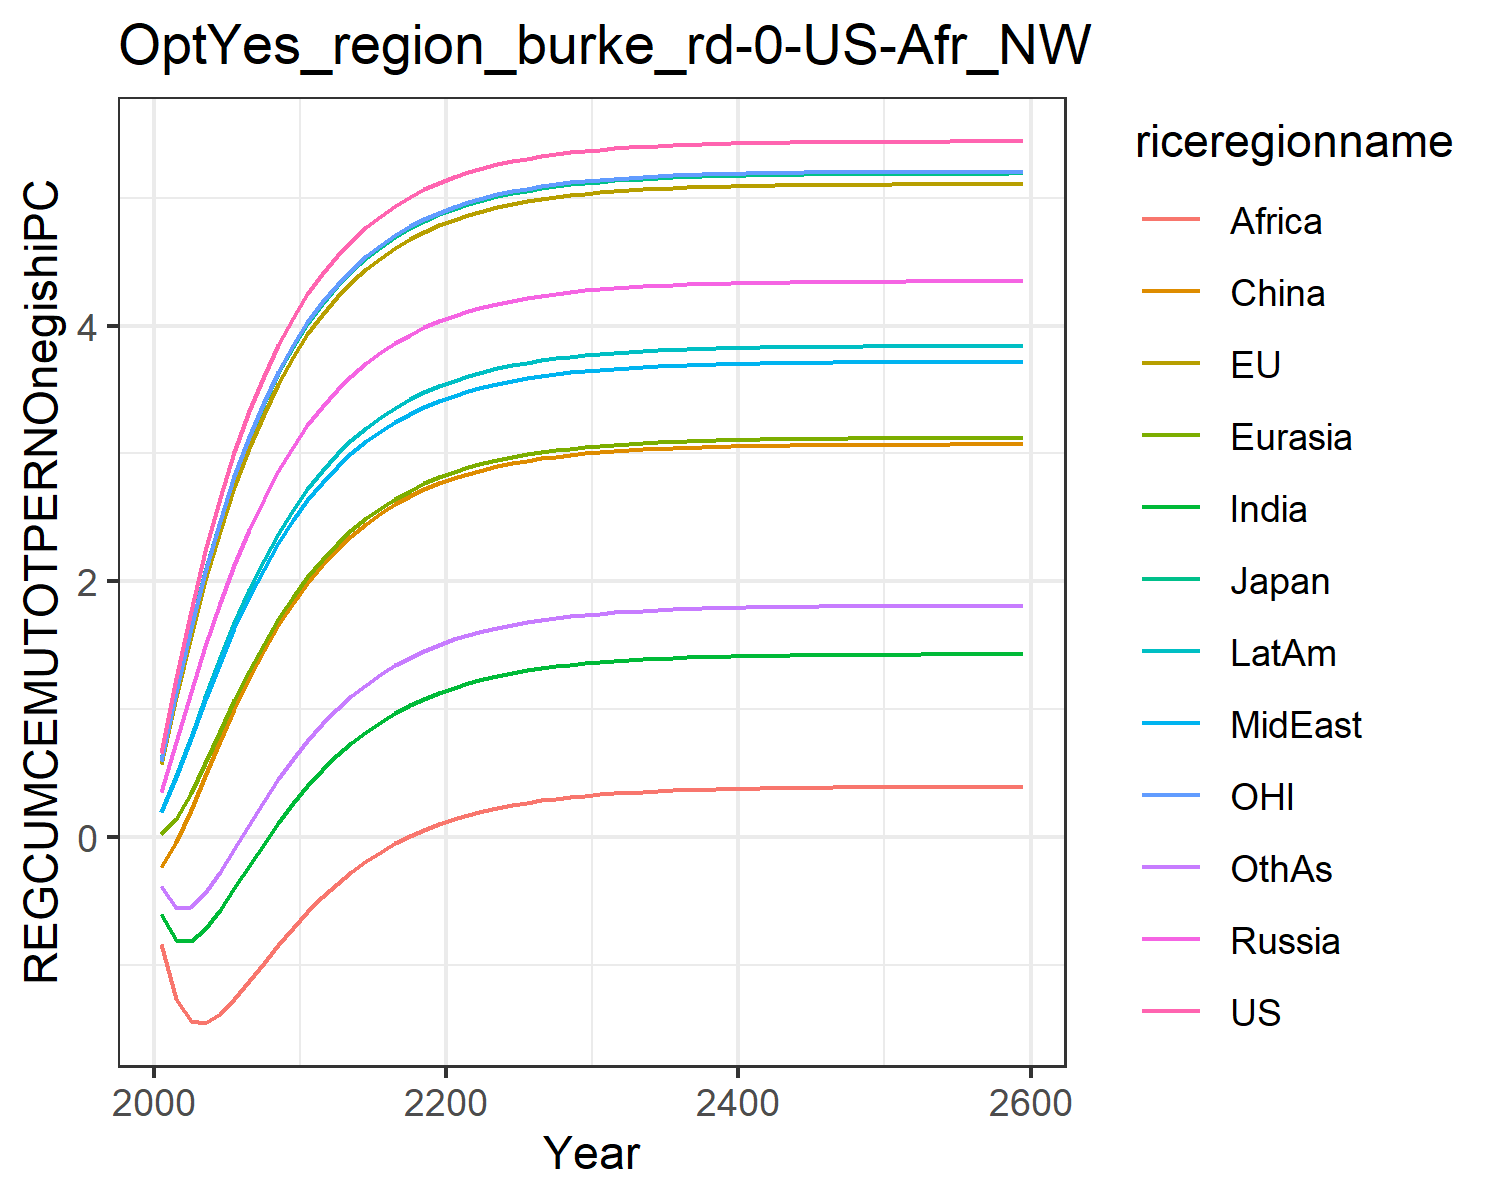 OptYes_region_burke_rd-0-US-Afr_NW
REGCUMCEMUTOTPERNOnegishiPC
4
2
0
2000
2200
2400
2600
Year
riceregionname
Africa
China
EU
Eurasia
India
Japan
LatAm
MidEast
OHI
OthAs
Russia
US